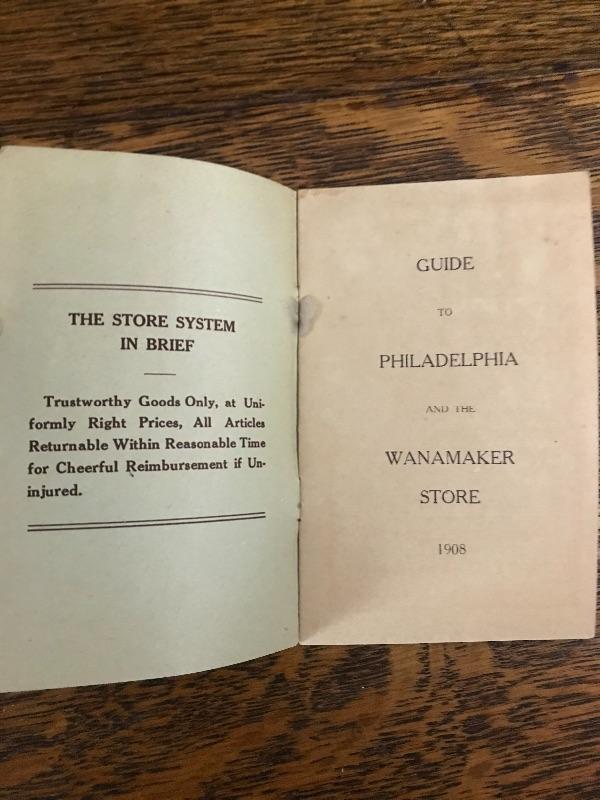 THE STORE SYSTEM
IN BRIEF
Trustworthy Goods Only, at Uni-
formly Right Prices, All Articles
Returnable Within Reasonable Time
for Cheerful Reimbursement if Un-
injured.
GUIDE
TO
PHILADELPHIA
AND THE
WANAMAKER
STORE
1908